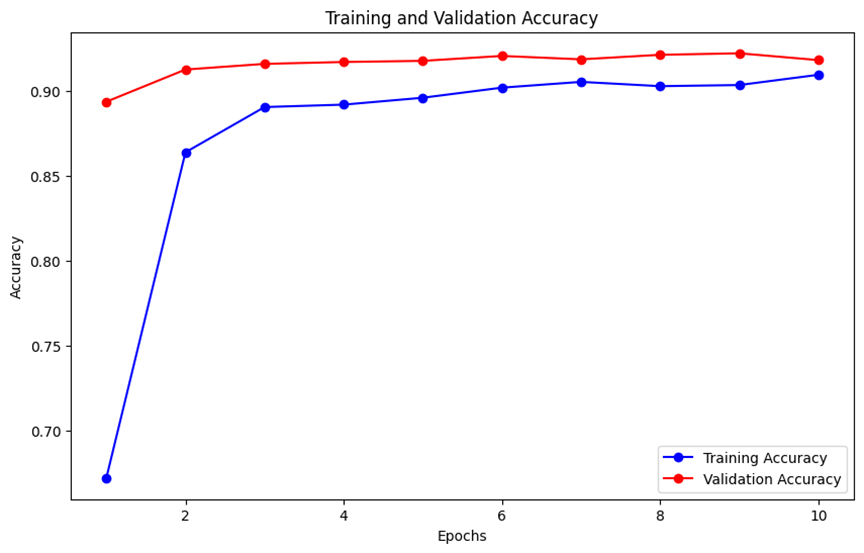 Training and Validation Accuracy
0.90
0.85
0.80
0.75
0.70
Accuracy
Training Accuracy
Validation Accuracy
2
4
6
8
10
Epochs